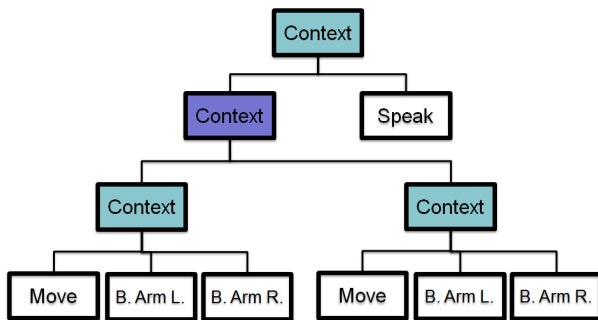 Context
Context
Speak
Context
Context
Move
B. Arm L.
B. Arm R.
Move
B. Arm L.
B. Arm R.